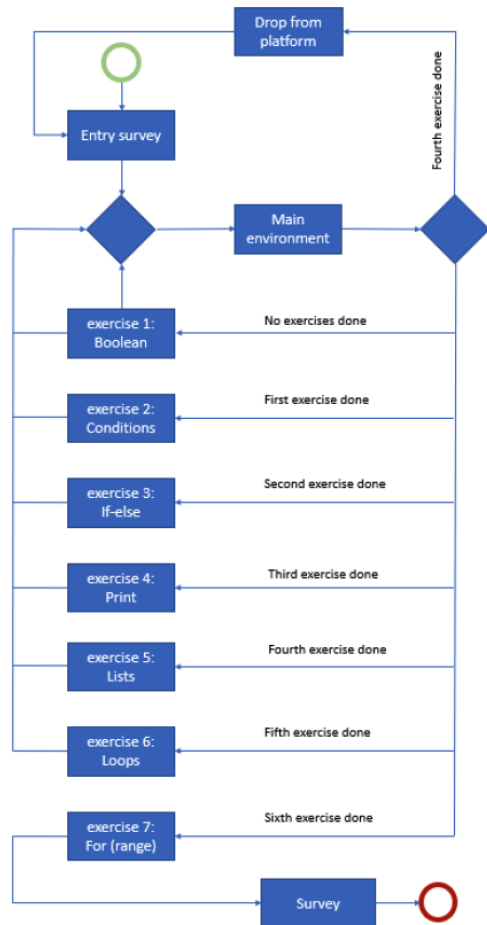 Drop from
platform
Fourth exercise done
Entry survey
Main
environment
exercise 1:
Boolean
No exercises done
exercise 2:
Conditions
First exercise done
exercise 3:
If-else
Second exercise done
exercise 4:
Print
Third exercise done
exercise 5:
Lists
Fourth exercise done
exercise 6:
Loops
Fifth exercise done
exercise 7:
For (range)
Sixth exercise done
Survey